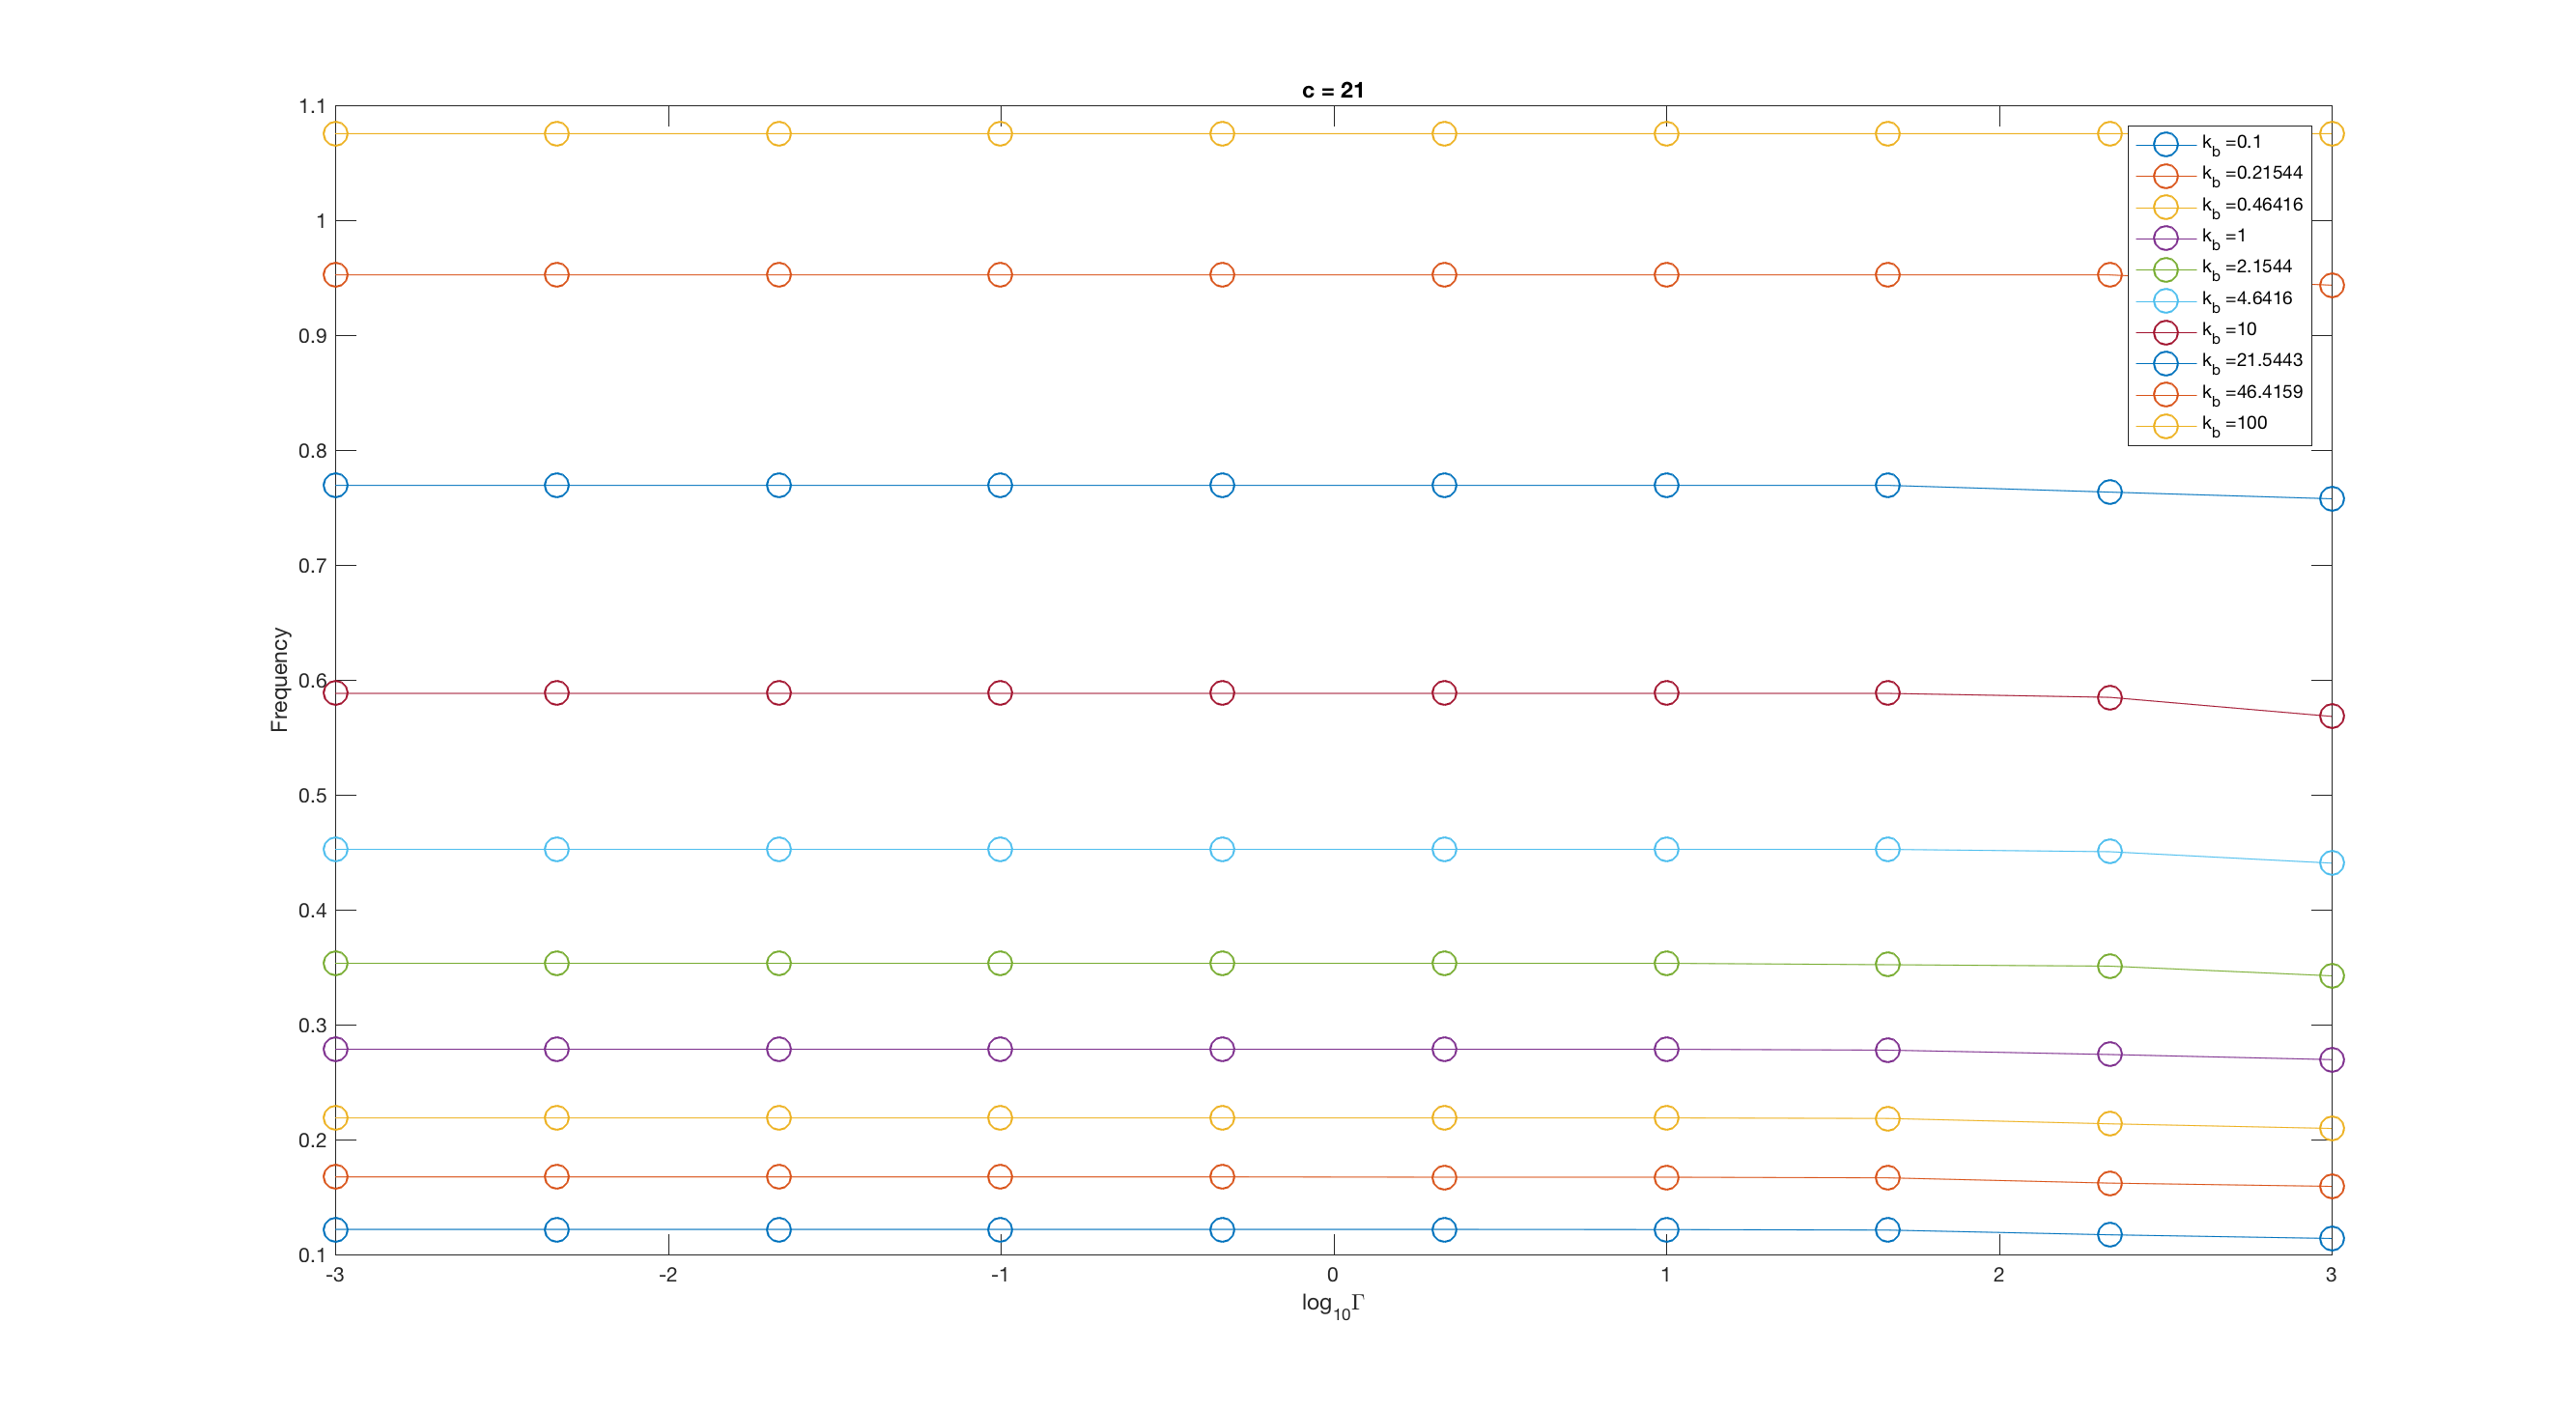 c = 21
1.1
1
0.9
0.8
0.7
0.6
0.5
0.4
0.3
0.2
0.1
Frequency
-3
-2
-1
0
1
2
3
log10Γ
kb =0.1
kb =0.21544
kb =0.46416
kb =1
kb =2.1544
kb =4.6416
kb =10
kb =21.5443
kb =46.4159
kb =100